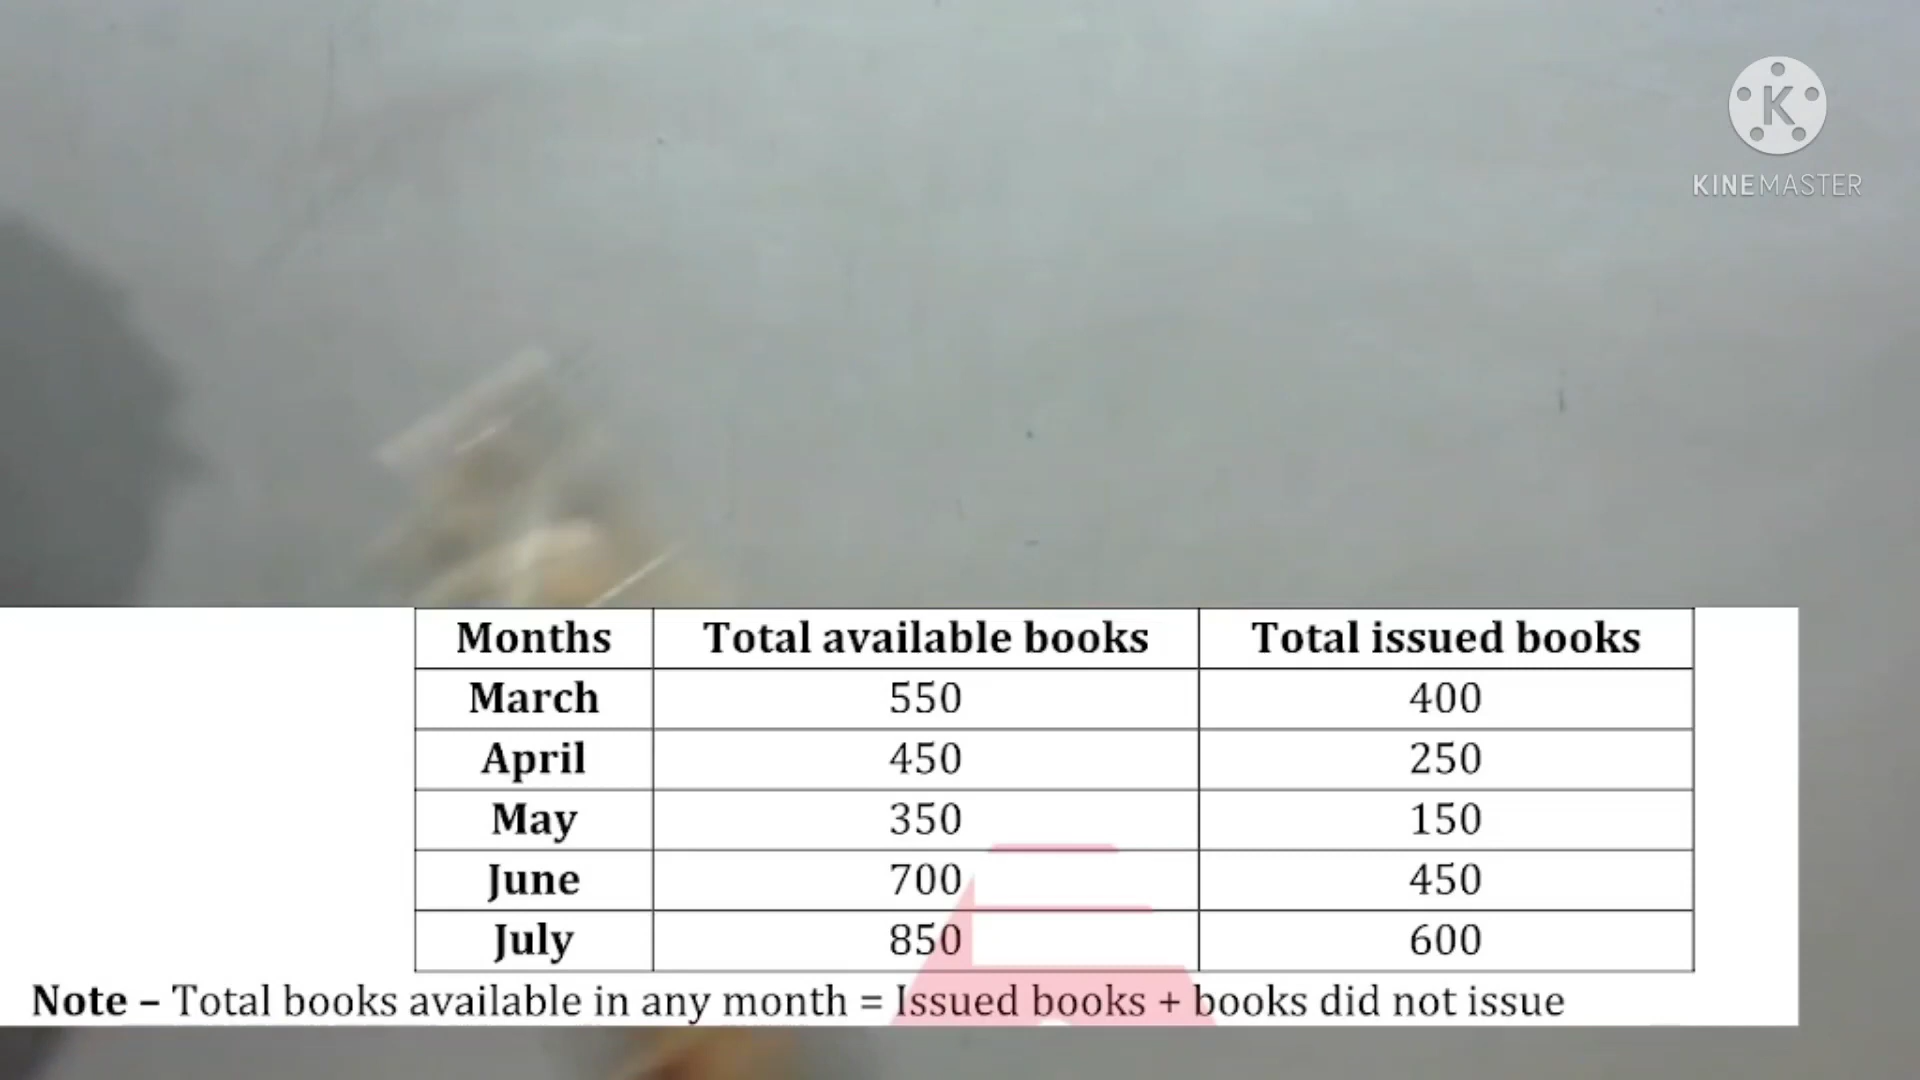 K
KINEMASTER
Months Total available books Total issued books
March 550 400
April 450 250
May 350 150
June 700 450
July 850 600
Note – Total books available in any month = Issued books + books did not issue